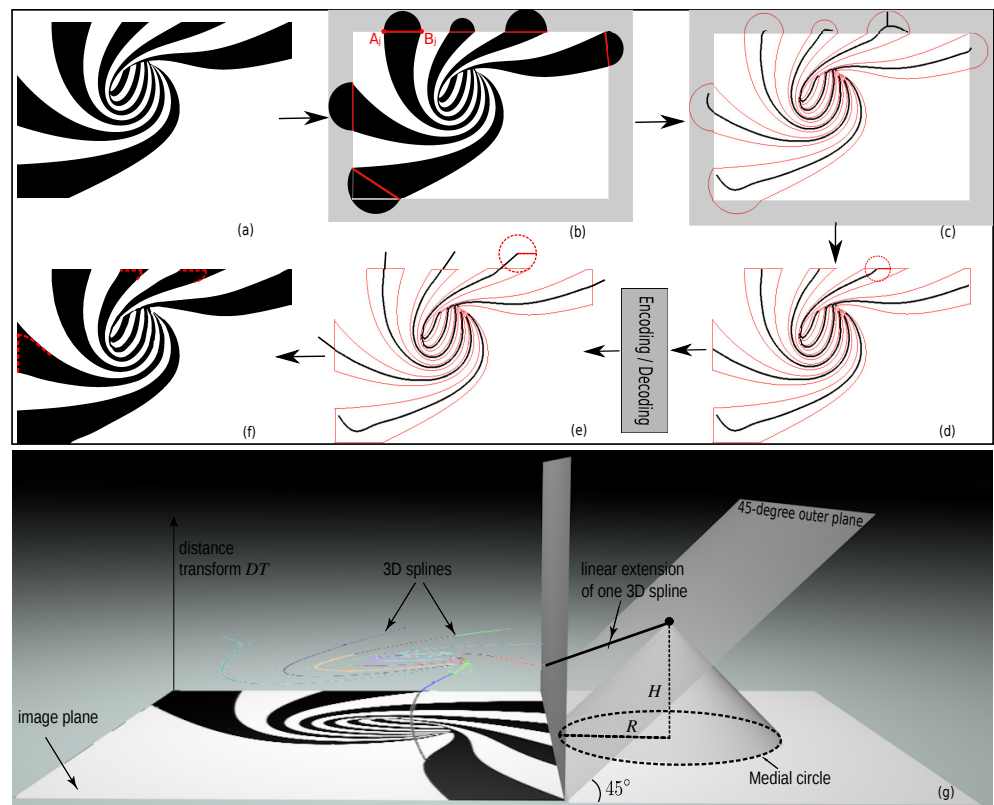 (a)
Aj Bj
(b)
(c)
(d)
Encoding / Decoding
(e)
(f)
45-degree outer plane
distance
transform DT
3D splines
linear extension
of one 3D spline
H
R
image plane
Medial circle
45°
(g)